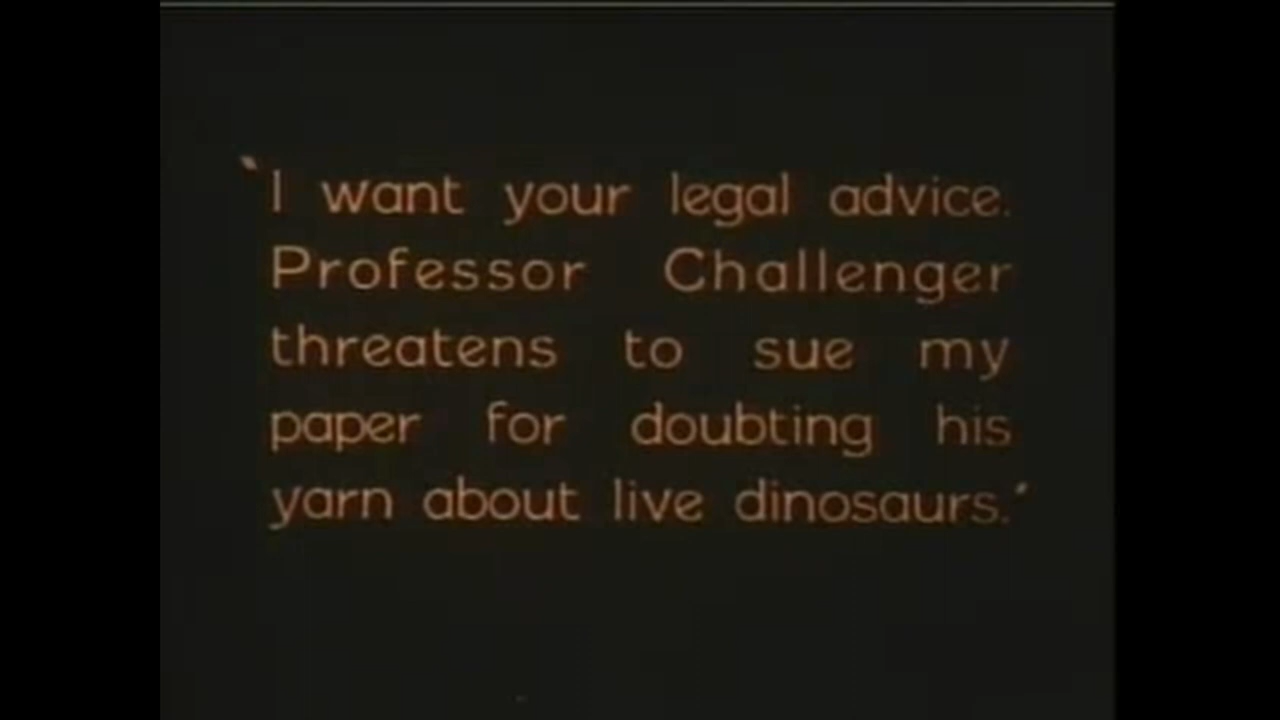 ‵I want your legal advice.
Professor Challenger
threatens to sue my
paper for doubting his
yarn about live dinosaurs.′